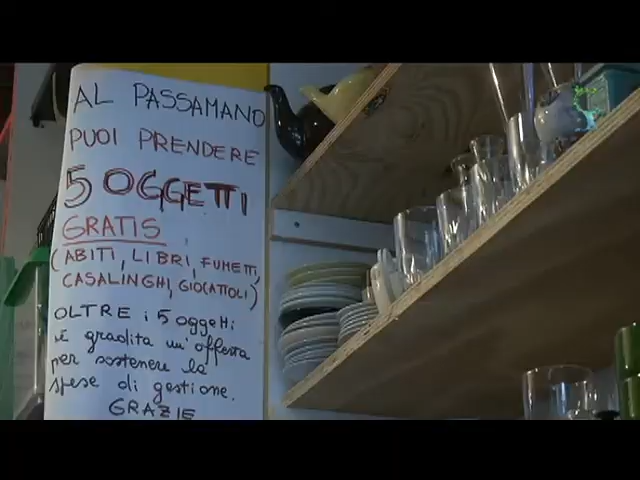 AL PASSAMANO
PUOI PRENDERE
5 OGGETTI
GRATIS
(ABITI, LIBRI, FUMETTI,
CASALINGHI, GIOCATTOLI)
OLTRE i 5 oggetti
è gradita un'offerta
per sostenere le
spese di gestione.
GRAZIE